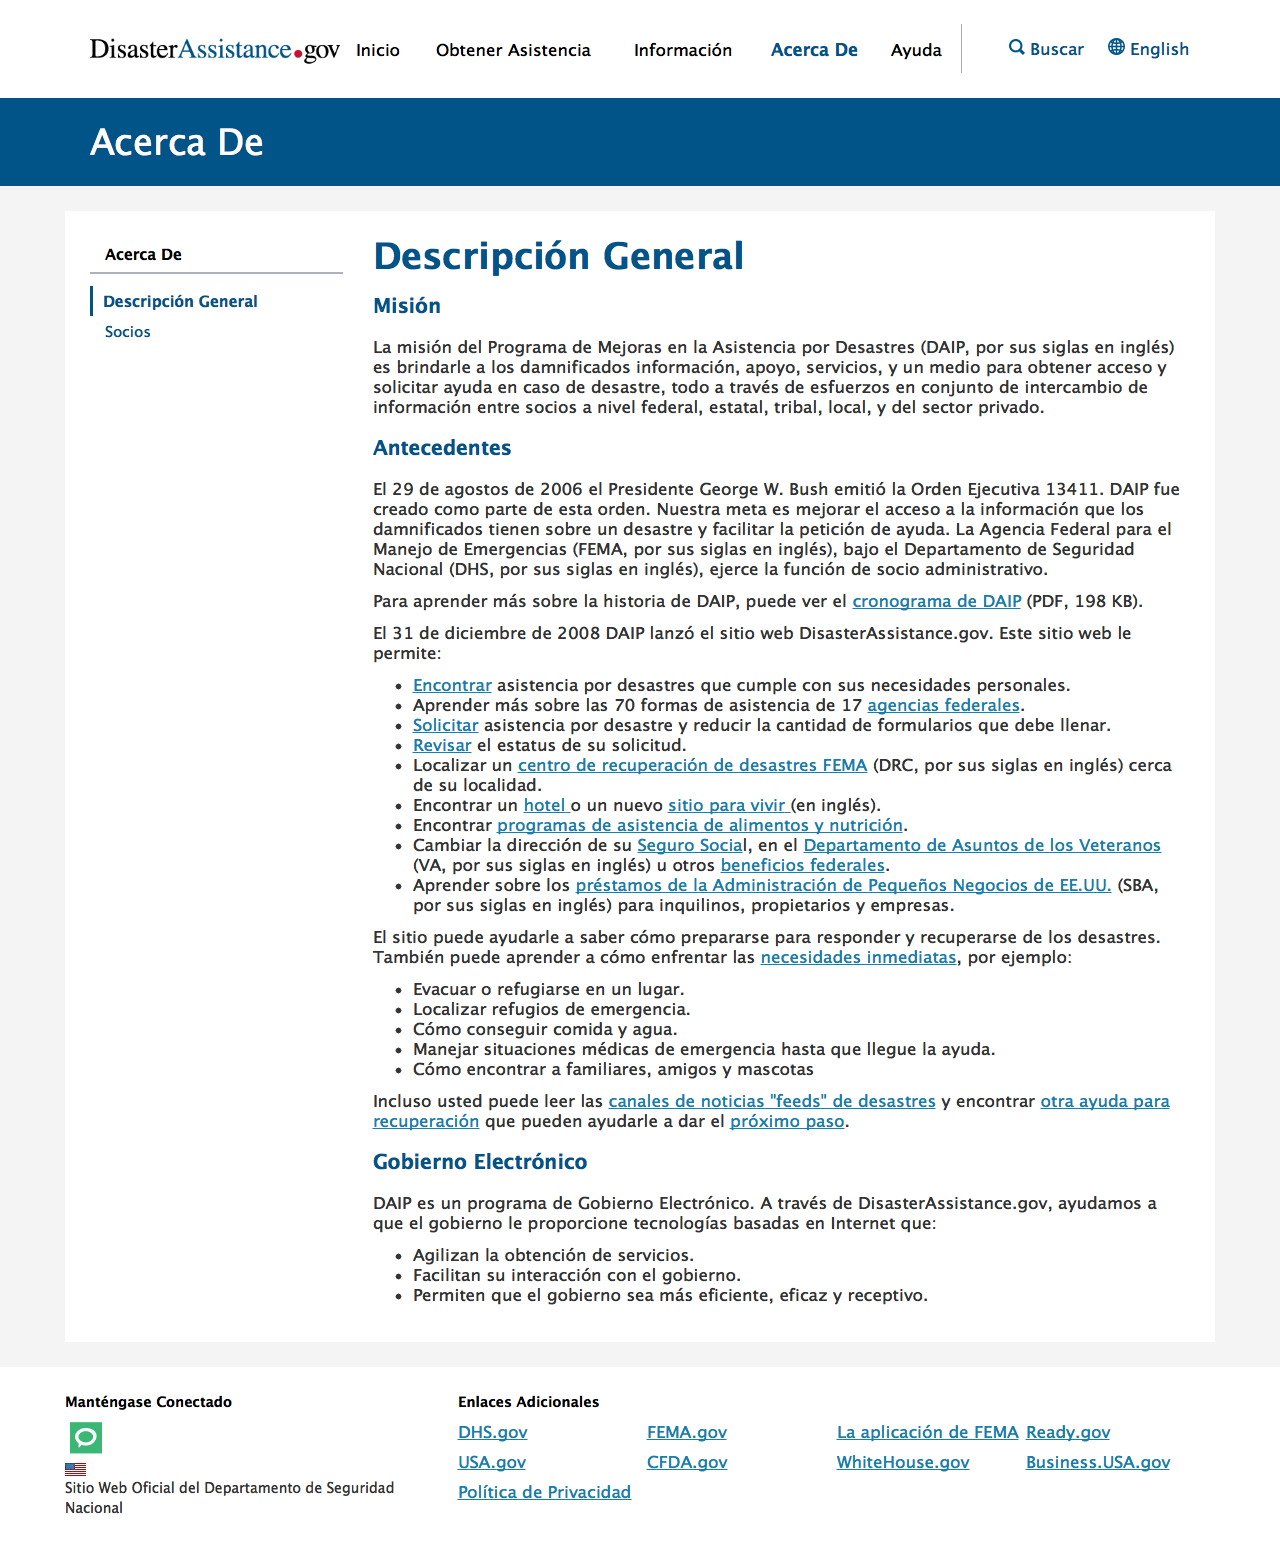 DisasterAssistance.gov Inicio Obtener Asistencia Información Acerca De Ayuda Buscar English
Acerca De
Acerca De
Descripción General
Socios
Descripción General
Misión
La misión del Programa de Mejoras en la Asistencia por Desastres (DAIP, por sus siglas en inglés)
es brindarle a los damnificados información, apoyo, servicios, y un medio para obtener acceso y
solicitar ayuda en caso de desastre, todo a través de esfuerzos en conjunto de intercambio de
información entre socios a nivel federal, estatal, tribal, local, y del sector privado.
Antecedentes
El 29 de agostos de 2006 el Presidente George W. Bush emitió la Orden Ejecutiva 13411. DAIP fue
creado como parte de esta orden. Nuestra meta es mejorar el acceso a la información que los
damnificados tienen sobre un desastre y facilitar la petición de ayuda. La Agencia Federal para el
Manejo de Emergencias (FEMA, por sus siglas en inglés), bajo el Departamento de Seguridad
Nacional (DHS, por sus siglas en inglés), ejerce la función de socio administrativo.
Para aprender más sobre la historia de DAIP, puede ver el cronograma de DAIP (PDF, 198 KB).
El 31 de diciembre de 2008 DAIP lanzó el sitio web DisasterAssistance.gov. Este sitio web le
permite:
• Encontrar asistencia por desastres que cumple con sus necesidades personales.
• Aprender más sobre las 70 formas de asistencia de 17 agencias federales.
• Solicitar asistencia por desastre y reducir la cantidad de formularios que debe llenar.
• Revisar el estatus de su solicitud.
• Localizar un centro de recuperación de desastres FEMA (DRC, por sus siglas en inglés) cerca
de su localidad.
• Encontrar un hotel o un nuevo sitio para vivir (en inglés).
• Encontrar programas de asistencia de alimentos y nutrición.
• Cambiar la dirección de su Seguro Social, en el Departamento de Asuntos de los Veteranos
(VA, por sus siglas en inglés) u otros beneficios federales.
• Aprender sobre los préstamos de la Administración de Pequeños Negocios de EE.UU. (SBA,
por sus siglas en inglés) para inquilinos, propietarios y empresas.
El sitio puede ayudarle a saber cómo prepararse para responder y recuperarse de los desastres.
También puede aprender a cómo enfrentar las necesidades inmediatas, por ejemplo:
• Evacuar o refugiarse en un lugar.
• Localizar refugios de emergencia.
• Cómo conseguir comida y agua.
• Manejar situaciones médicas de emergencia hasta que llegue la ayuda.
• Cómo encontrar a familiares, amigos y mascotas
Incluso usted puede leer las canales de noticias "feeds" de desastres y encontrar otra ayuda para
recuperación que pueden ayudarle a dar el próximo paso.
Gobierno Electrónico
DAIP es un programa de Gobierno Electrónico. A través de DisasterAssistance.gov, ayudamos a
que el gobierno le proporcione tecnologías basadas en Internet que:
• Agilizan la obtención de servicios.
• Facilitan su interacción con el gobierno.
• Permiten que el gobierno sea más eficiente, eficaz y receptivo.
Manténgase Conectado
Sitio Web Oficial del Departamento de Seguridad
Nacional
Enlaces Adicionales
DHS.gov FEMA.gov La aplicación de FEMA Ready.gov
USA.gov CFDA.gov WhiteHouse.gov Business.USA.gov
Política de Privacidad